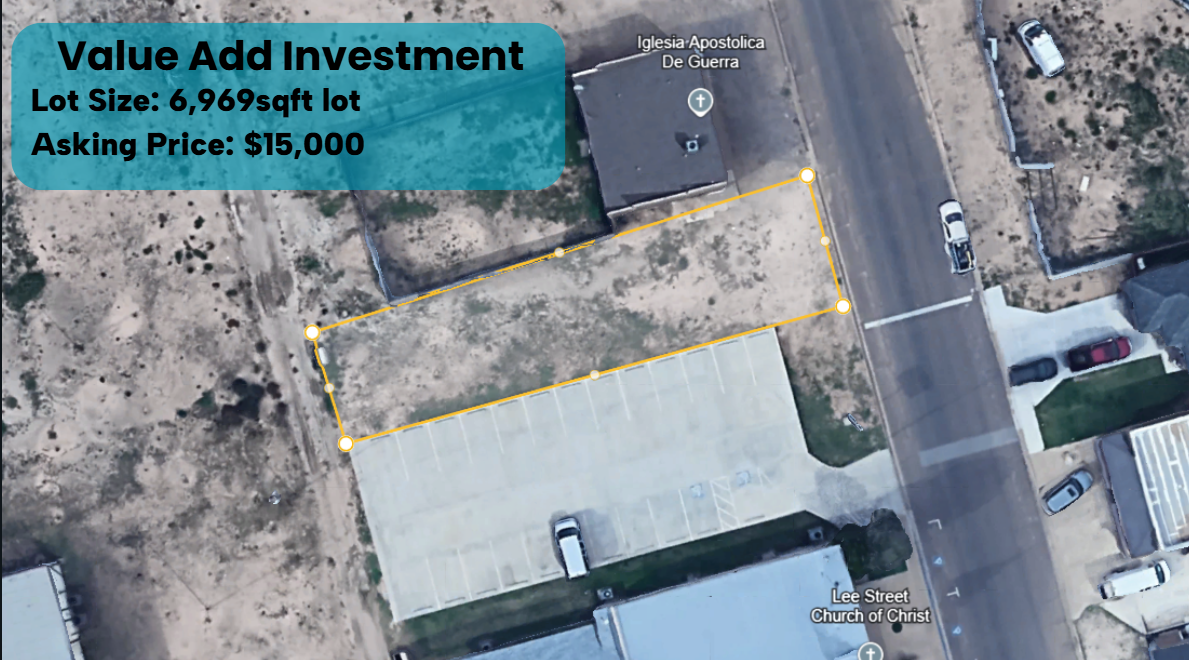 Value Add Investment
Lot Size: 6,969sqft lot
Asking Price: $15,000
Iglesia Apostolica
De Guerra
Lee Street
Church of Christ